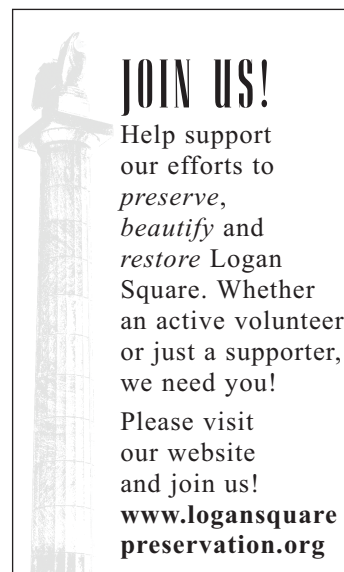 JOIN US!
Help support
our efforts to
preserve,
beautify and
restore Logan
Square. Whether
an active volunteer
or just a supporter,
we need you!
Please visit
our website
and join us!
www.logansquare
preservation.org